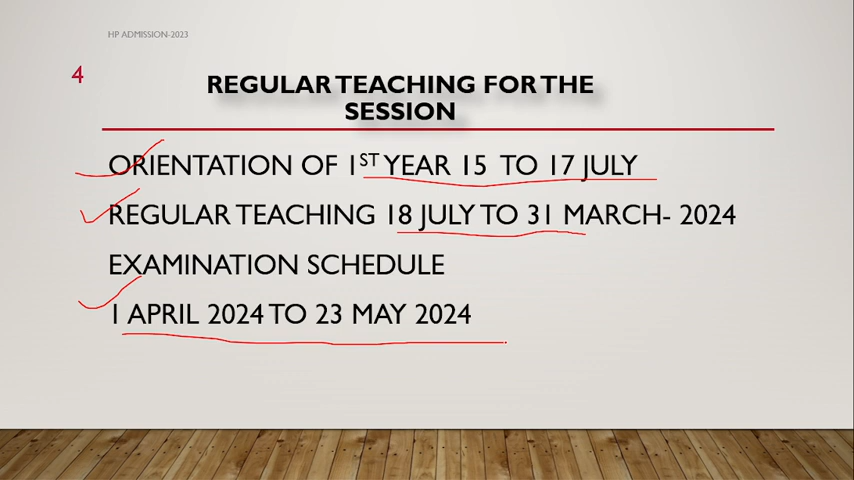 HP ADMISSION-2023
4
REGULAR TEACHING FOR THE
SESSION
ORIENTATION OF 1ST YEAR 15 TO 17 JULY
REGULAR TEACHING 18 JULY TO 31 MARCH- 2024
EXAMINATION SCHEDULE
1 APRIL 2024 TO 23 MAY 2024